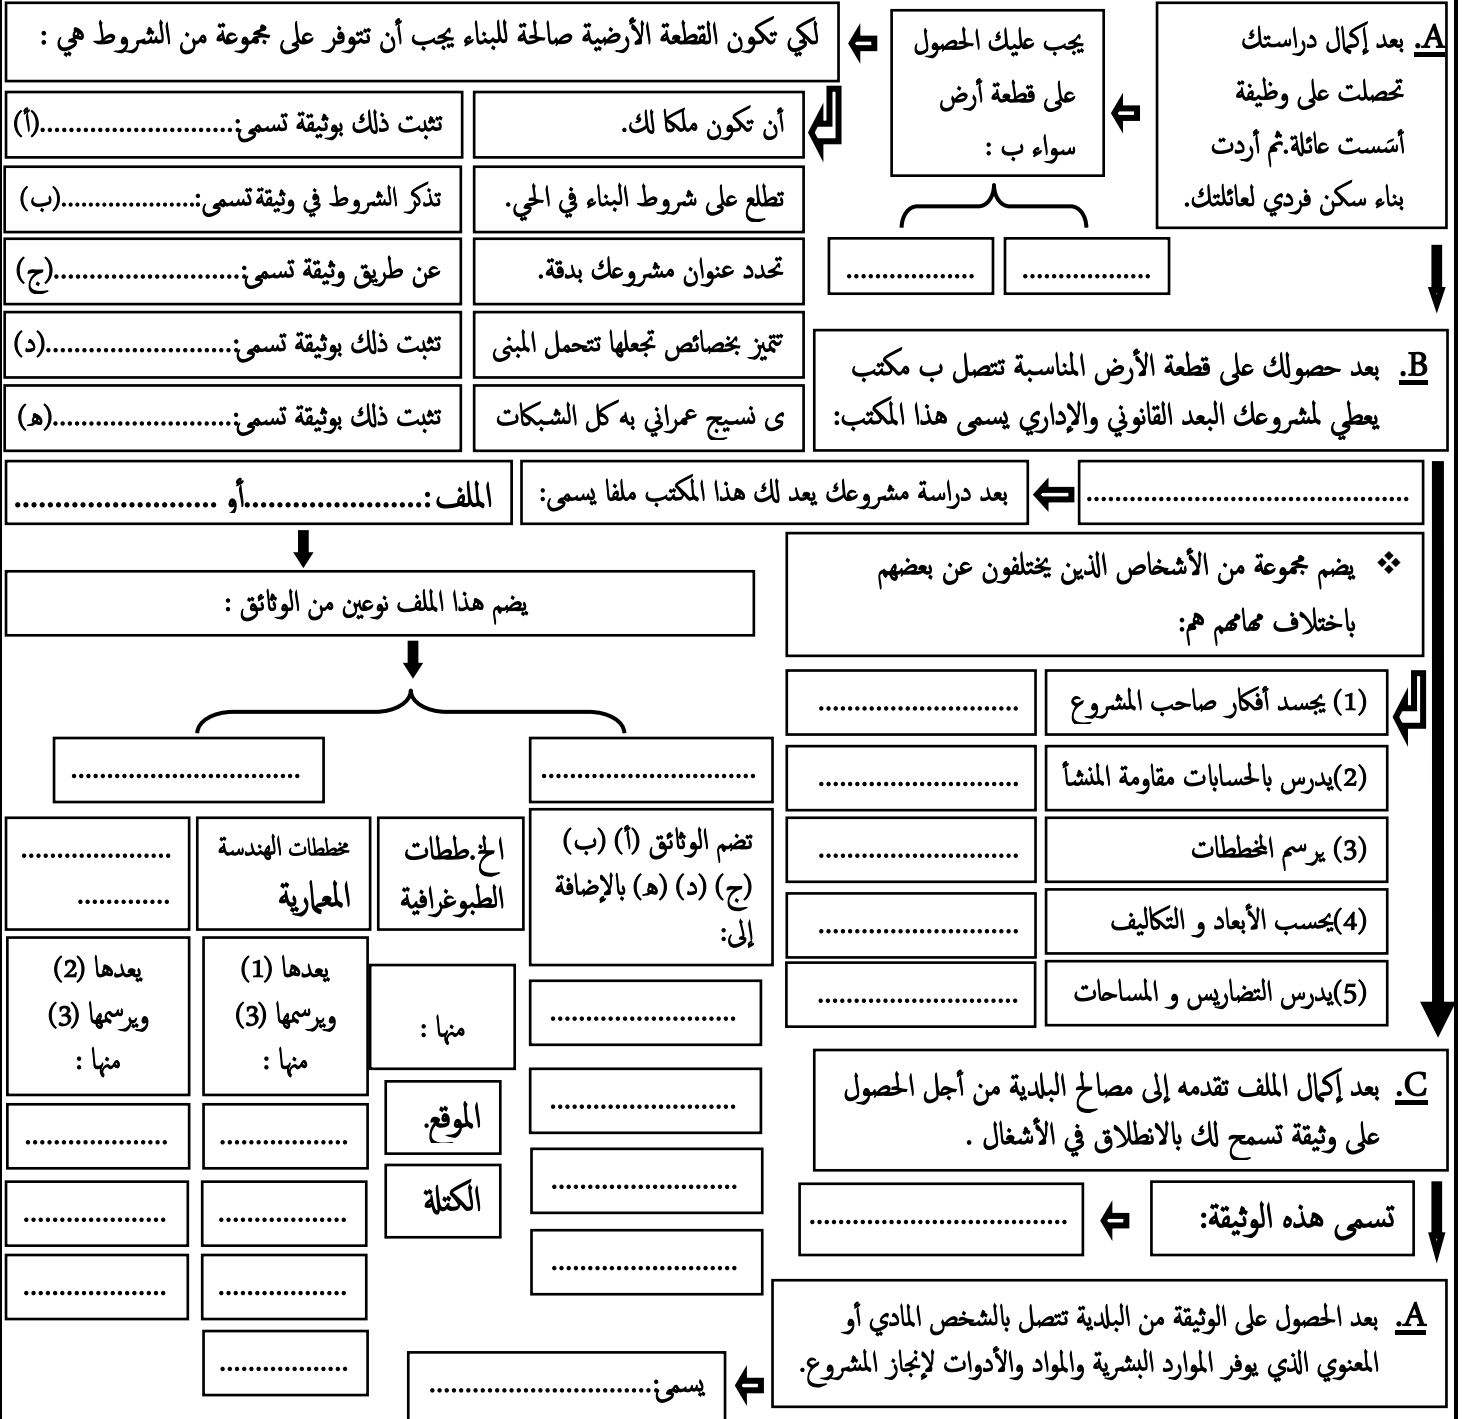 A. بعد إكمال دراستك
تحصلت على وظيفة
أسَست عائلة.ثم أردت
بناء سكن فردي لعائلتك.
يجب عليك الحصول
على قطعة أرض
سواء ب :
..................
..................
لكي تكون القطعة الأرضية صالحة للبناء يجب أن تتوفر على مجموعة من الشروط هي :
أن تكون ملكا لك.
تثبت ذلك بوثيقة تسمى:...........................(أ)
تطلع على شروط البناء في الحي.
تذكر الشروط في وثيقة تسمى:...................(ب)
تحدد عنوان مشروعك بدقة.
عن طريق وثيقة تسمى:..........................(ج)
تتميز بخصائص تجعلها تتحمل المبنى
تثبت ذلك بوثيقة تسمى:..........................(د)
ى نسيج عمراني به كل الشبكات
تثبت ذلك بوثيقة تسمى:.........................(ه)
B. بعد حصولك على قطعة الأرض المناسبة تتصل ب مكتب
يعطي لمشروعك البعد القانوني والإداري يسمى هذا المكتب:
.............................................
بعد دراسة مشروعك يعد لك هذا المكتب ملفا يسمى:
الملف :......................أو .........................
يضم هذا الملف نوعين من الوثائق :
❖ يضم مجموعة من الأشخاص الذين يختلفون عن بعضهم
باختلاف مهامهم هم:
(1) يجسد أفكار صاحب المشروع
............................
(2)يدرس بالحسابات مقاومة المنشأ
............................
(3) يرسم المخططات
............................
(4)يحسب الأبعاد و التكاليف
............................
(5)يدرس التضاريس و المساحات
............................
..............................
................................
تضم الوثائق (أ) (ب)
(ج) (د) (ه) بالإضافة
إلى:
..........................
..........................
..........................
..........................
الخ.ططات
الطبوغرافية
منها :
الموقع.
الكتلة
مخططات الهندسة
المعمارية
يعدها (1)
ويرسمها (3)
منها :
..................
..................
..................
..................
.....................
.............
يعدها (2)
ويرسمها (3)
منها :
....................
....................
....................
C. بعد إكمال الملف تقدمه إلى مصالح البلدية من أجل الحصول
على وثيقة تسمح لك بالانطلاق في الأشغال .
تسمى هذه الوثيقة:
....................................
A. بعد الحصول على الوثيقة من البلدية تتصل بالشخص المادي أو
المعنوي الذي يوفر الموارد البشرية والمواد والأدوات لإنجاز المشروع.
يسمى:...............................